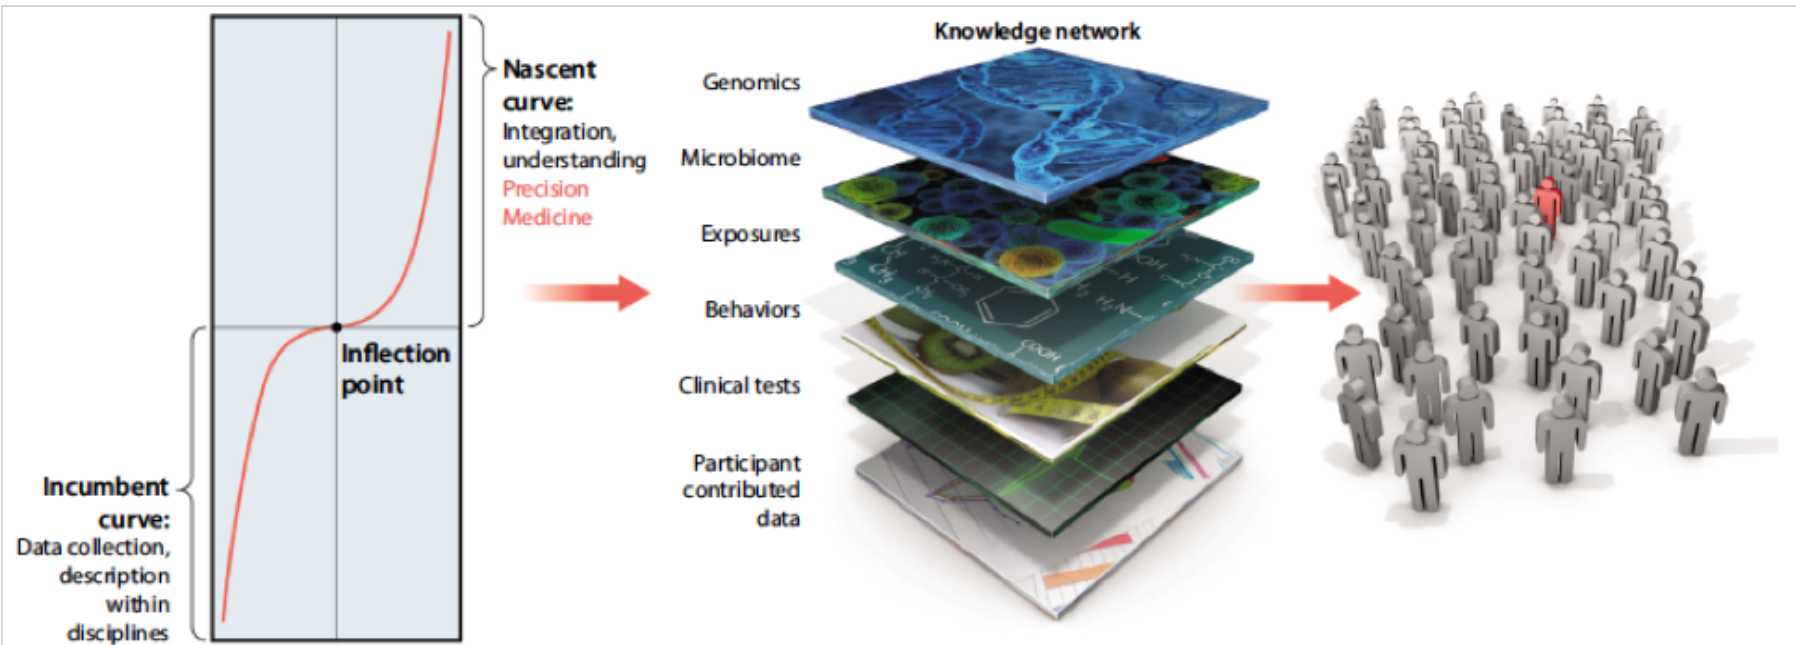 Nascent
curve:
Integration,
understanding
Precision
Medicine
Inflection
point
Incumbent
curve:
Data collection,
description
within
disciplines
Knowledge network
Genomics
Microbiome
Exposures
Behaviors
Clinical tests
Participant
contributed
data
COOH